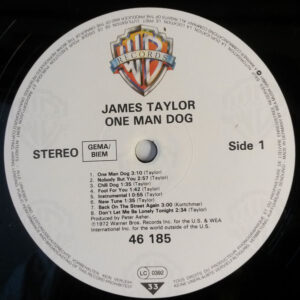 WB
RECORDS
JAMES TAYLOR
ONE MAN DOG
STEREO
GEMA/
BIEM
Side 1
1. One Man Dog 3:10 (Taylor)
2. Nobody But You 2:57 (Taylor)
3. Chili Dog 1:35 (Taylor)
4. Fool For You 1:42 (Taylor)
5. Instrumental I 0:55 (Taylor)
6. New Tune 1:35 (Taylor)
7. Back On The Street Again 3:00 (Kortchmar)
8. Don't Let Me Be Lonely Tonight 2:34 (Taylor)
Produced by Peter Asher
℗ 1972 Warner Bros. Records Inc. for the U.S. & WEA
International Inc. for the world outside of the U.S.
46 185
LC 0392
33